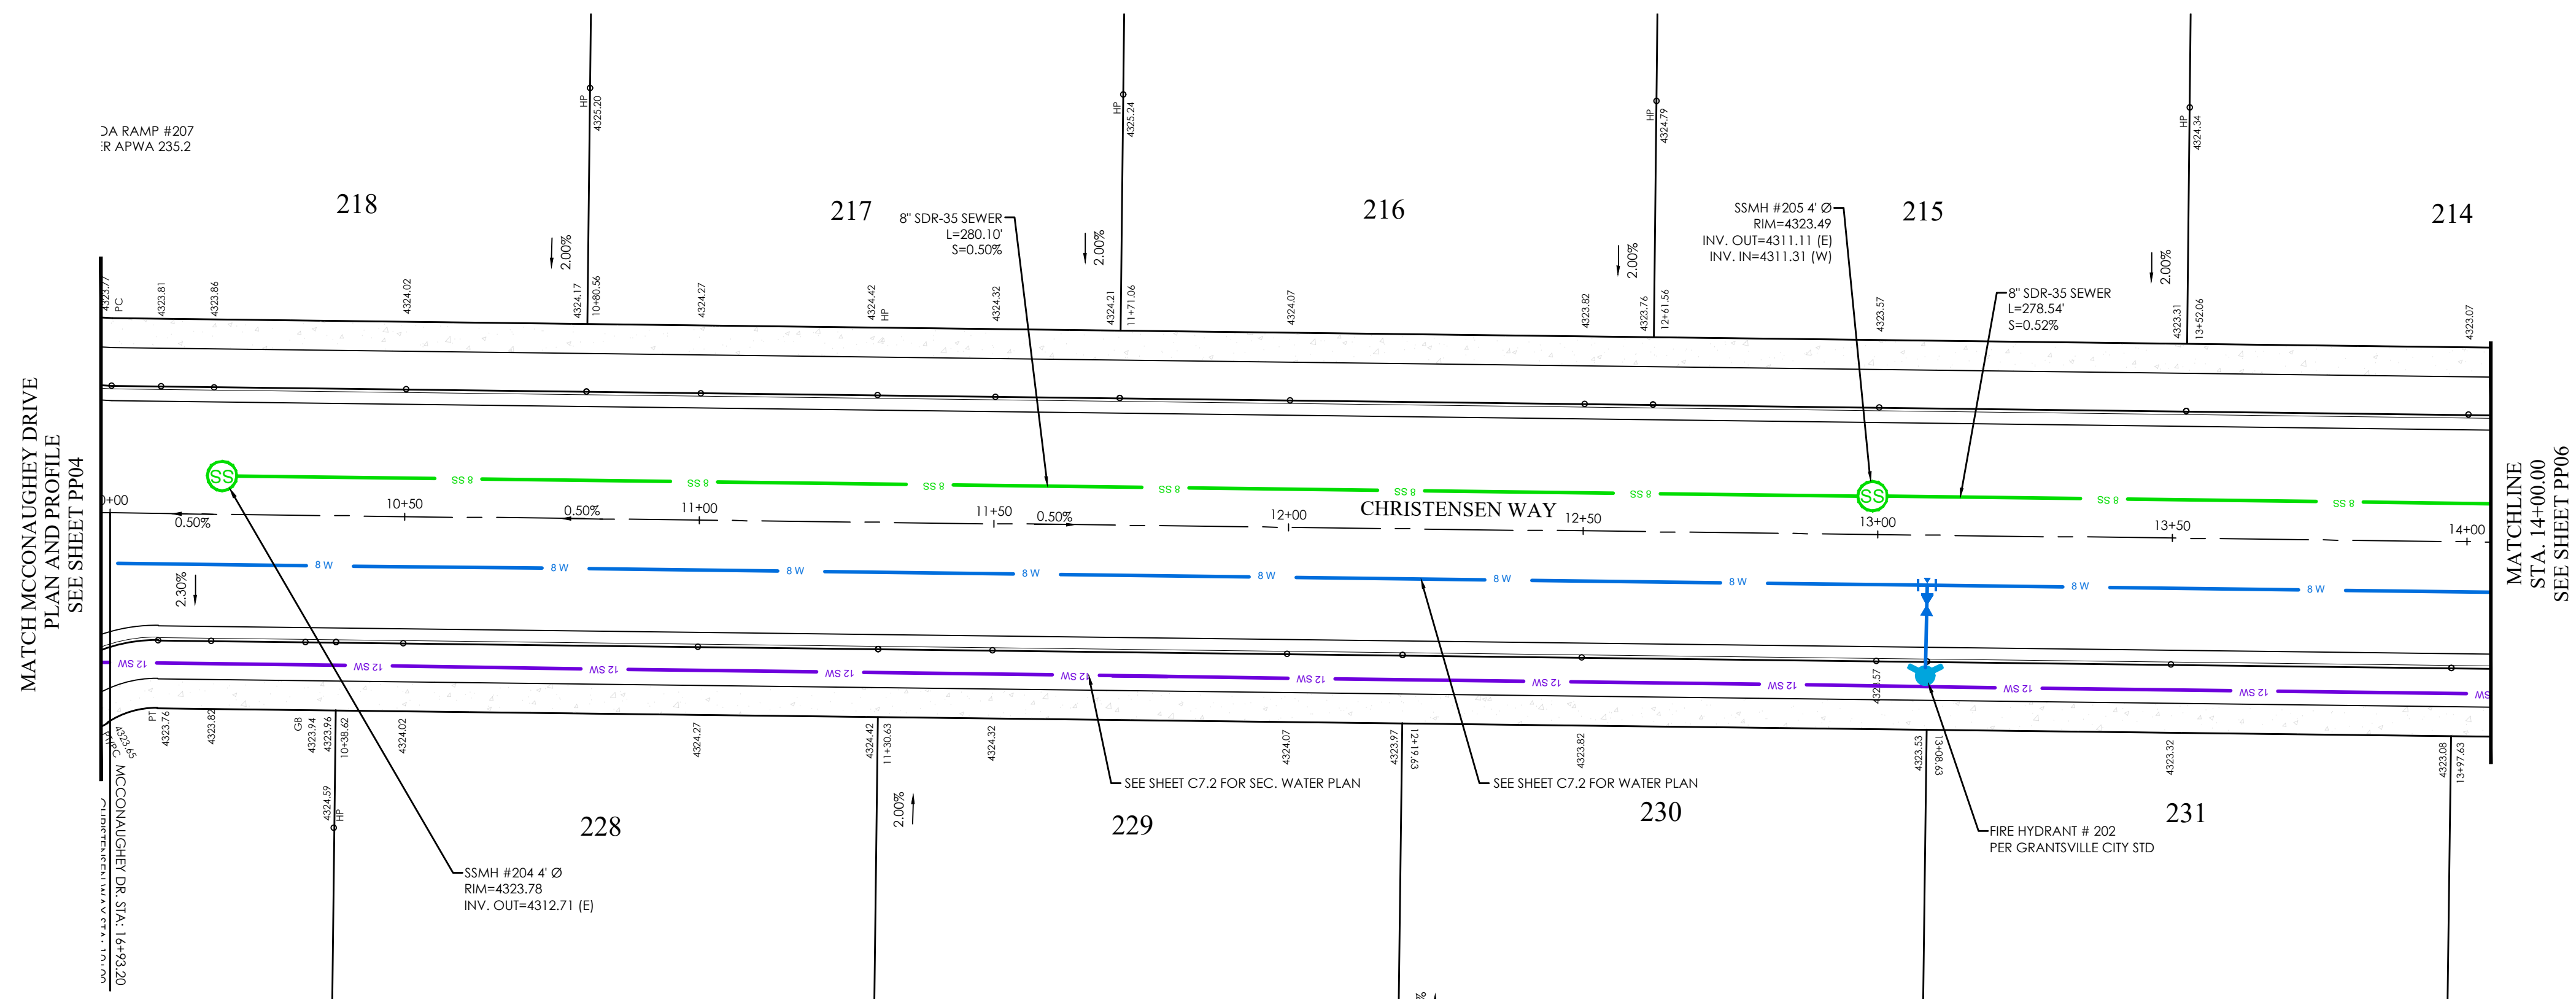 DA RAMP #207
ER APWA 235.2
218
217
216
215
214
HP
4325.20
HP
4325.24
HP
4324.79
HP
4324.34
2.00%
2.00%
2.00%
2.00%
8" SDR-35 SEWER
L=280.10'
S=0.50%
SSMH #205 4' Ø
RIM=4323.49
INV. OUT=4311.11 (E)
INV. IN=4311.31 (W)
8" SDR-35 SEWER
L=278.54'
S=0.52%
4323.77
PC
4323.81
4323.86
4324.02
4324.17
10+80.56
4324.27
4324.42
HP
4324.32
4324.21
11+71.06
4324.07
4323.82
4323.76
12+61.56
4323.57
4323.31
13+52.06
4323.07
MATCH MCCONAUGHEY DRIVE
PLAN AND PROFILE
SEE SHEET PP04
MATCHLINE
STA. 14+00.00
SEE SHEET PP06
SS
8 SS
8 SS
8 SS
8 SS
8 SS
8 SS
SS
8 SS
8 SS
0+00
0.50%
10+50
0.50%
11+00
11+50
0.50%
12+00
CHRISTENSEN WAY
12+50
13+00
13+50
14+00
8 W
8 W
8 W
8 W
8 W
8 W
8 W
8 W
8 W
2.30%
12 SW
12 SW
12 SW
12 SW
12 SW
12 SW
12 SW
12 SW
12 SW
12 SW
SW
4323.57
4323.65
PT/PC
PT
4323.76
4323.82
GB
4323.94
4323.96
10+38.62
4324.02
4324.27
4324.42
11+30.63
4324.32
4324.07
4323.97
12+19.63
4323.82
4323.53
13+08.63
4323.32
4323.08
13+97.63
MCCONAUGHEY DR. STA: 16+93.20
4324.59
HP
2.00%
SEE SHEET C7.2 FOR SEC. WATER PLAN
SEE SHEET C7.2 FOR WATER PLAN
228
229
230
231
FIRE HYDRANT # 202
PER GRANTSVILLE CITY STD
SSMH #204 4' Ø
RIM=4323.78
INV. OUT=4312.71 (E)